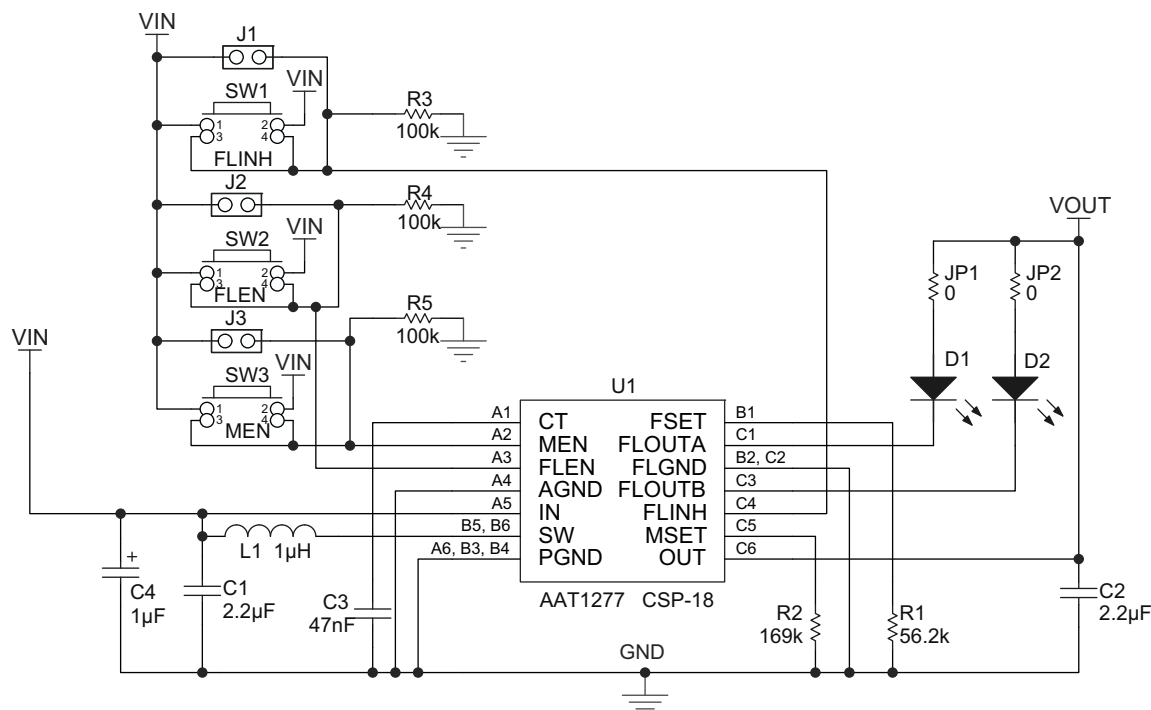 VIN
J1
VIN
SW1
1
2
3
4
FLINH
R3
100k
J2
VIN
R4
100k
SW2
1
2
3
4
FLEN
J3
R5
100k
VIN
VIN
SW3
1
2
3
4
MEN
VOUT
JP1
0
JP2
0
D1
D2
U1
A1
CT
FSET
B1
A2
MEN
FLOUTA
C1
A3
FLEN
FLGND
B2, C2
A4
AGND
FLOUTB
C3
A5
IN
FLINH
C4
B5, B6
SW
MSET
C5
A6, B3, B4
PGND
OUT
C6
AAT1277
CSP-18
L1
1µH
+
C4
1µF
C1
2.2µF
C3
47nF
R2
169k
R1
56.2k
C2
2.2µF
GND